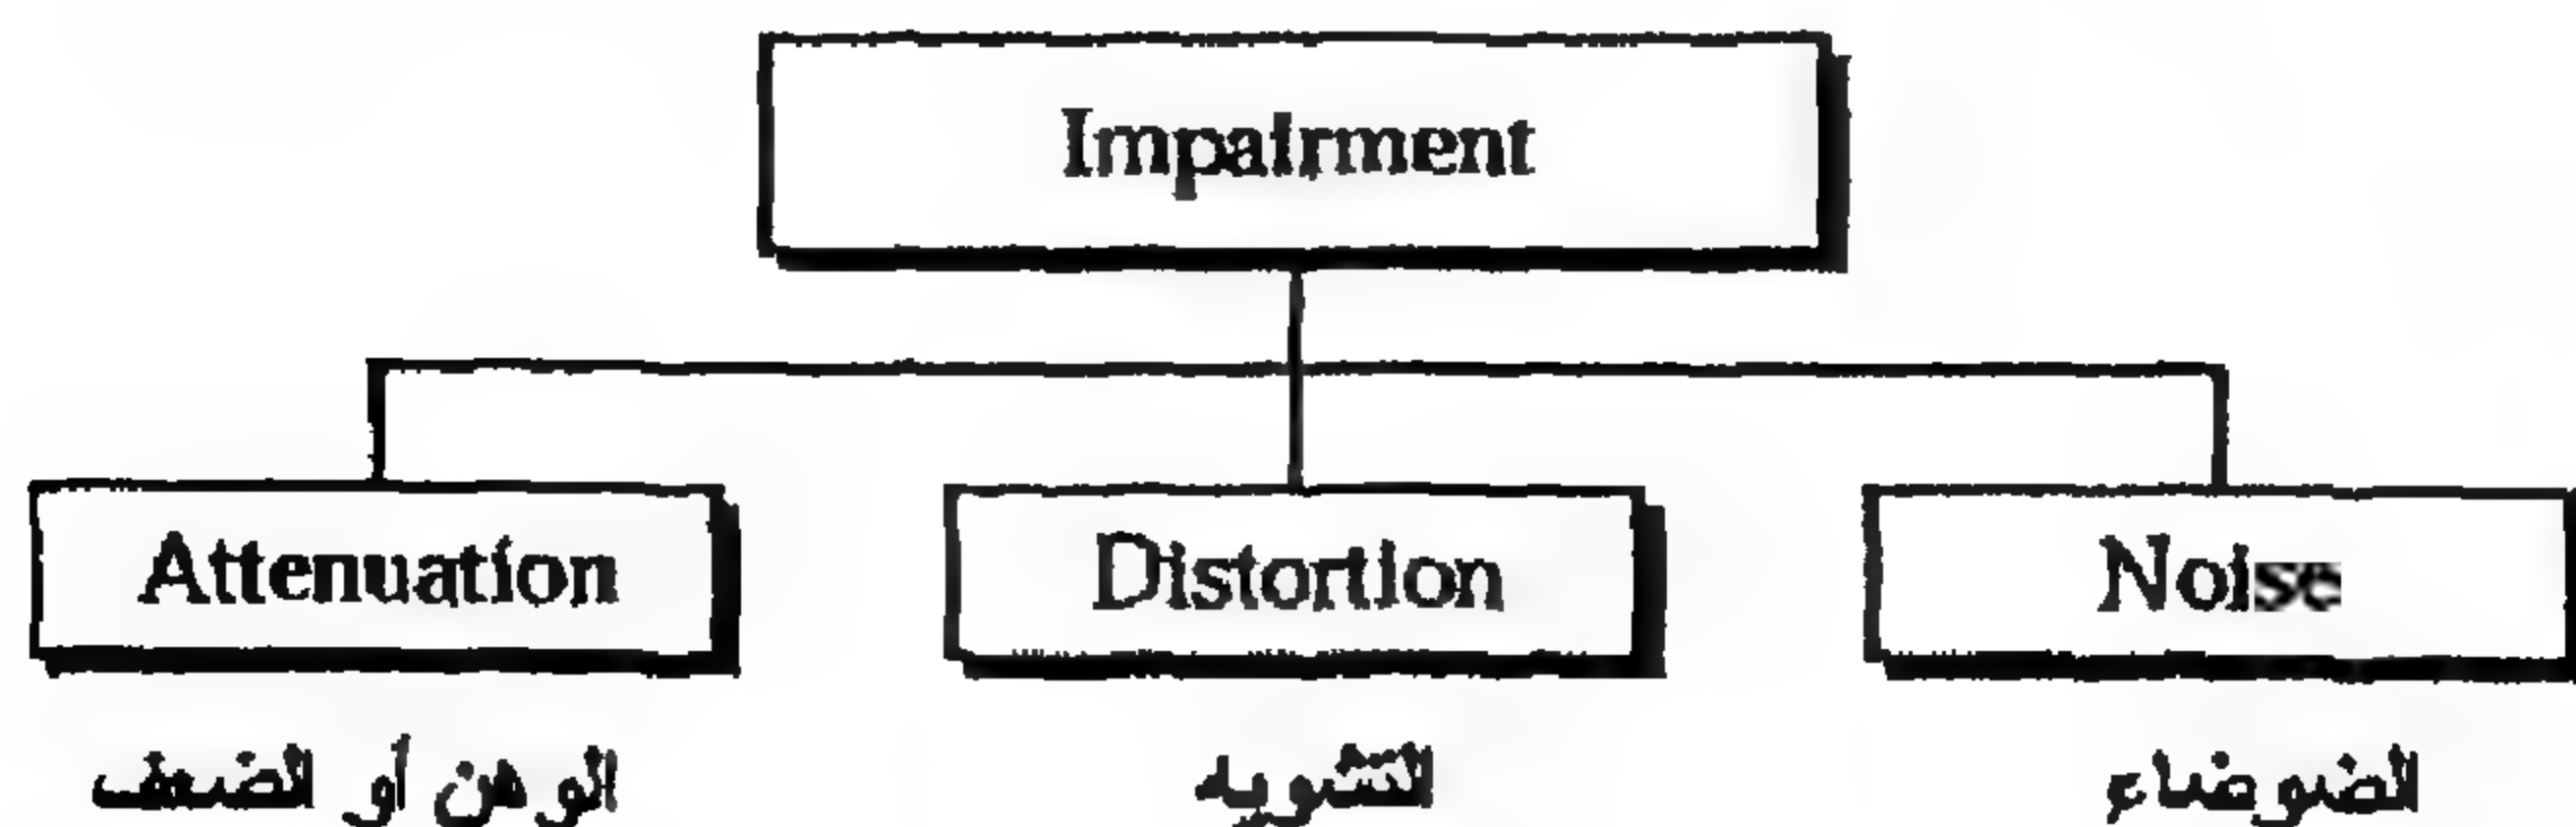 Impairment
Attenuation Distortion Noise
الوهن أو الضعف التشويه الضوضاء